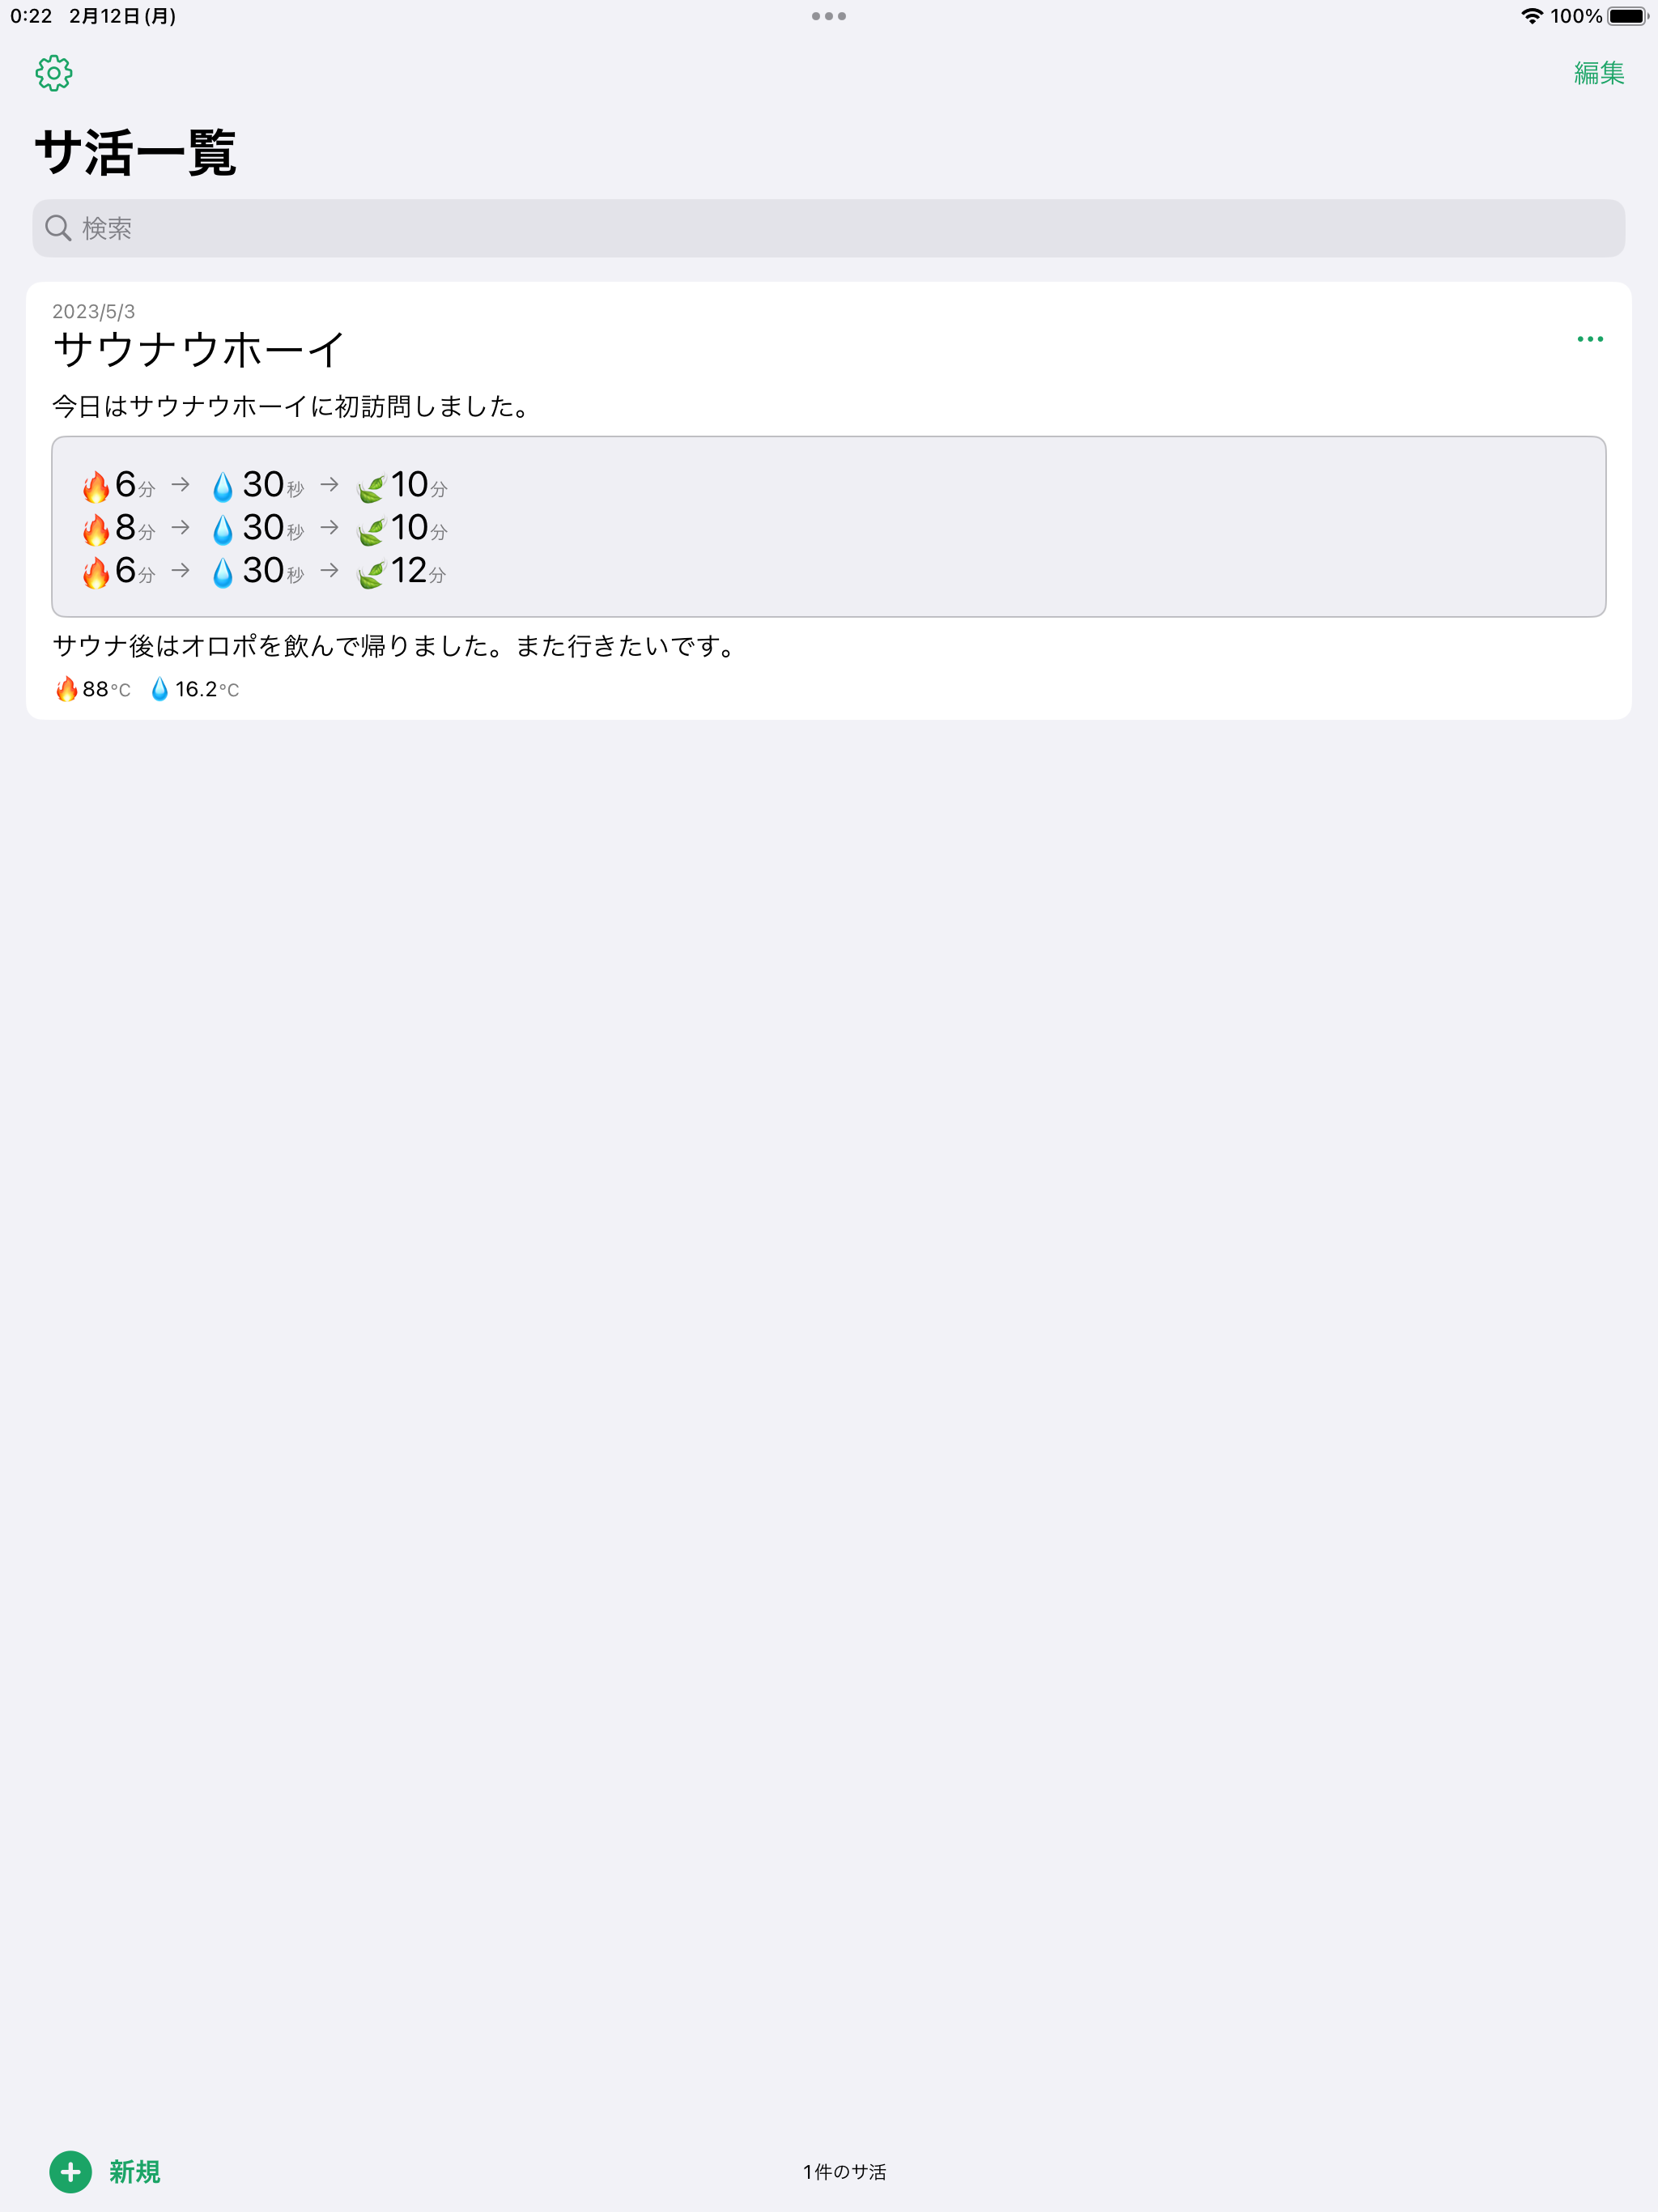 0:22 2月12日(月) 100%
編集
サ活一覧
検索
2023/5/3
サウナウホーイ
今日はサウナウホーイに初訪問しました。
🔥6分 → 💧30秒 → 🍃10分
🔥8分 → 💧30秒 → 🍃10分
🔥6分 → 💧30秒 → 🍃12分
サウナ後はオロポを飲んで帰りました。また行きたいです。
🔥88°C 💧16.2°C
新規 1件のサ活